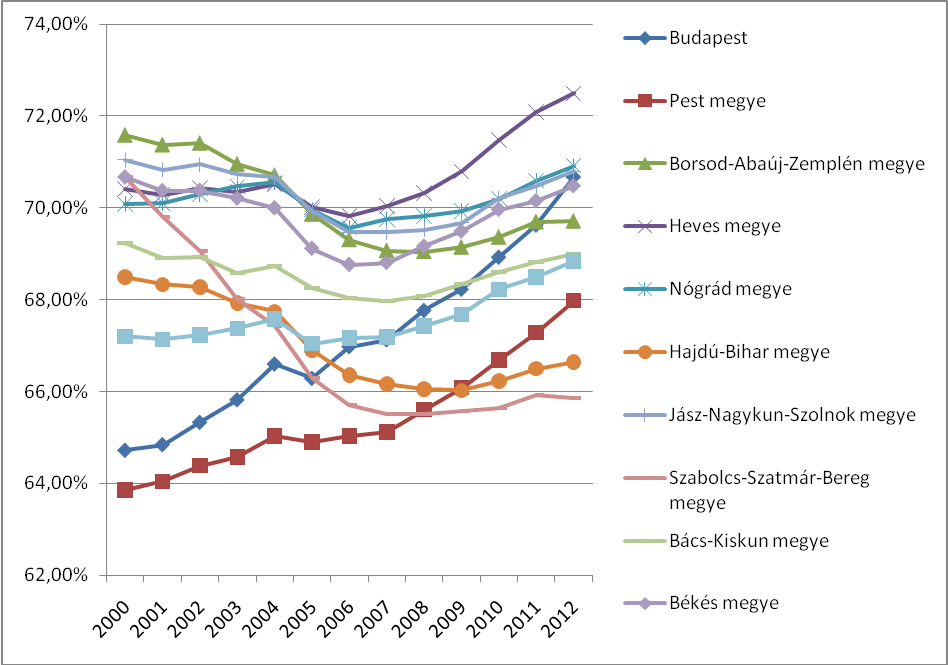 74,00%
72,00%
70,00%
68,00%
66,00%
64,00%
62,00%
2000 2001 2002 2003 2004 2005 2006 2007 2008 2009 2010 2011 2012
Budapest
Pest megye
Borsod-Abaúj-Zemplén megye
Heves megye
Nógrád megye
Hajdú-Bihar megye
Jász-Nagykun-Szolnok megye
Szabolcs-Szatmár-Bereg
megye
Bács-Kiskun megye
Békés megye